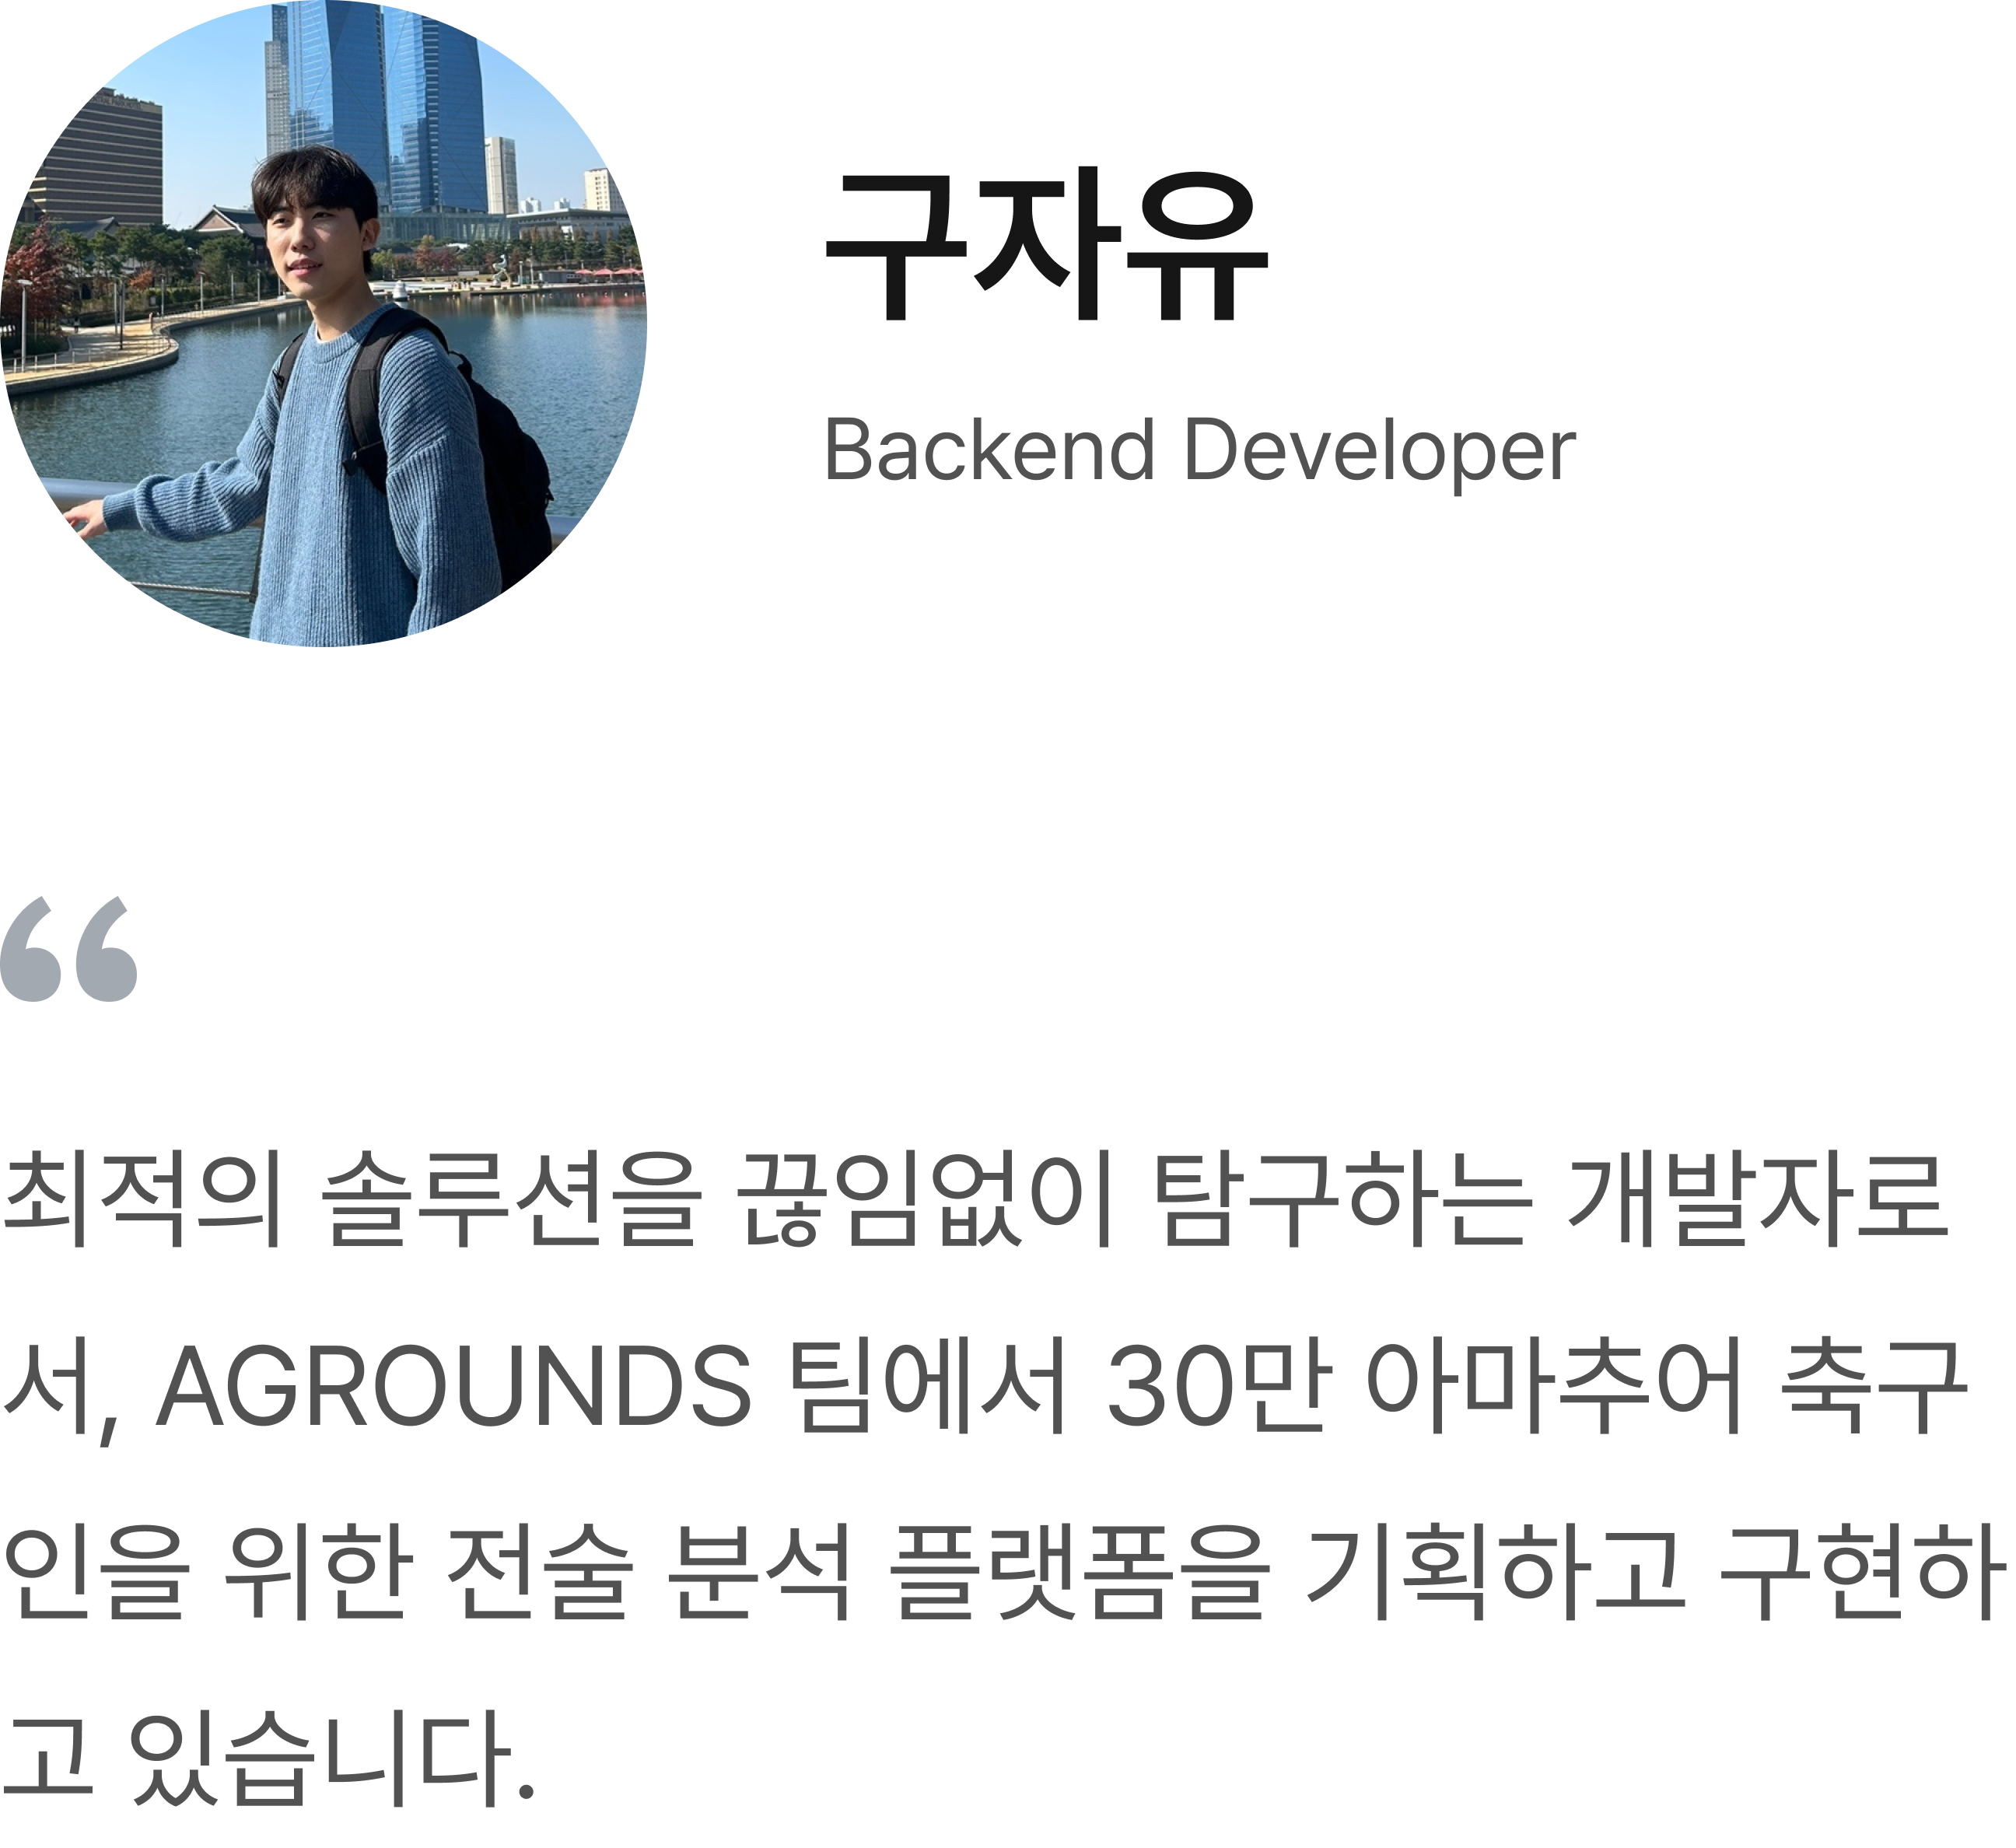 구자유
Backend Developer
“
최적의 솔루션을 끊임없이 탐구하는 개발자로
서, AGROUNDS 팀에서 30만 아마추어 축구
인을 위한 전술 분석 플랫폼을 기획하고 구현하
고 있습니다.